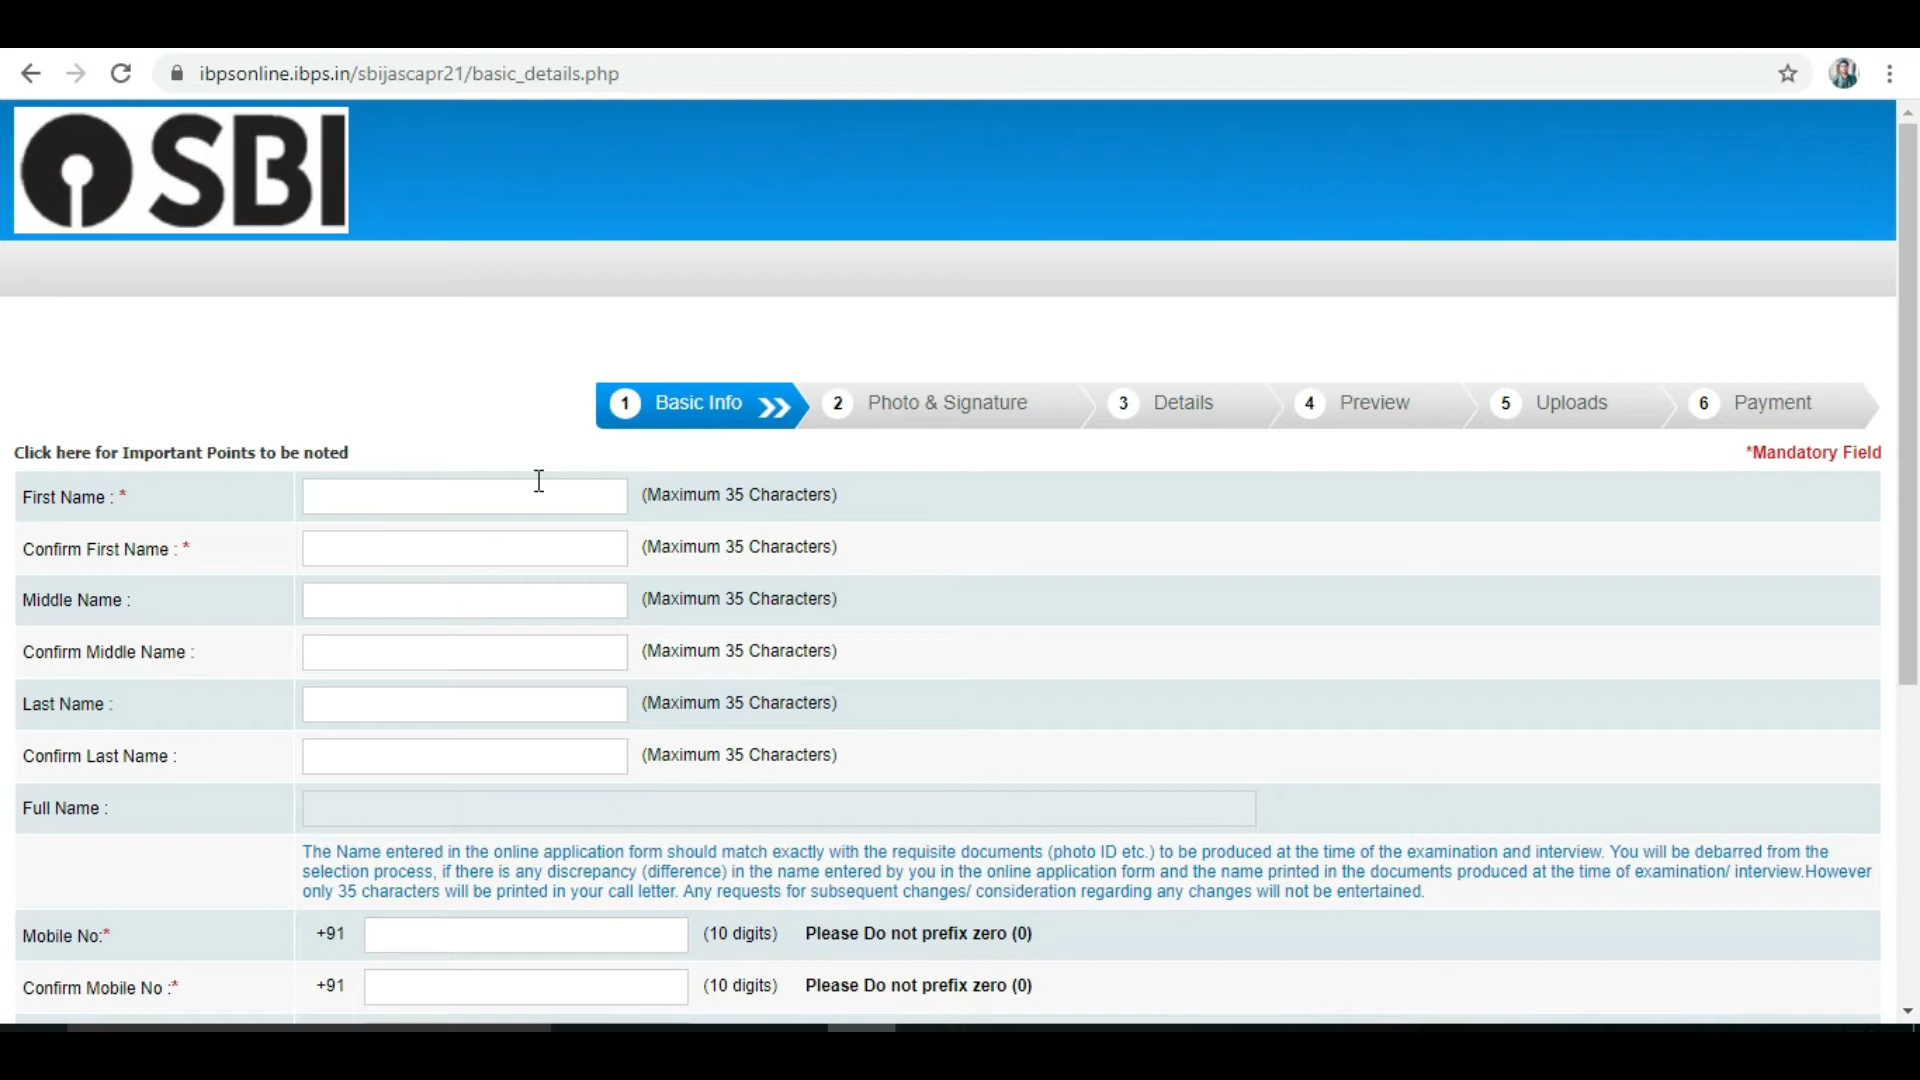 ibpsonline.ibps.in/sbijascapr21/basic_details.php
SBI
1 Basic Info 2 Photo & Signature 3 Details 4 Preview 5 Uploads 6 Payment
Click here for Important Points to be noted *Mandatory Field
First Name : * (Maximum 35 Characters)
Confirm First Name : * (Maximum 35 Characters)
Middle Name : (Maximum 35 Characters)
Confirm Middle Name : (Maximum 35 Characters)
Last Name : (Maximum 35 Characters)
Confirm Last Name : (Maximum 35 Characters)
Full Name :
The Name entered in the online application form should match exactly with the requisite documents (photo ID etc.) to be produced at the time of the examination and interview. You will be debarred from the
selection process, if there is any discrepancy (difference) in the name entered by you in the online application form and the name printed in the documents produced at the time of examination/ interview.However
only 35 characters will be printed in your call letter. Any requests for subsequent changes/ consideration regarding any changes will not be entertained.
Mobile No:* +91 (10 digits) Please Do not prefix zero (0)
Confirm Mobile No :* +91 (10 digits) Please Do not prefix zero (0)